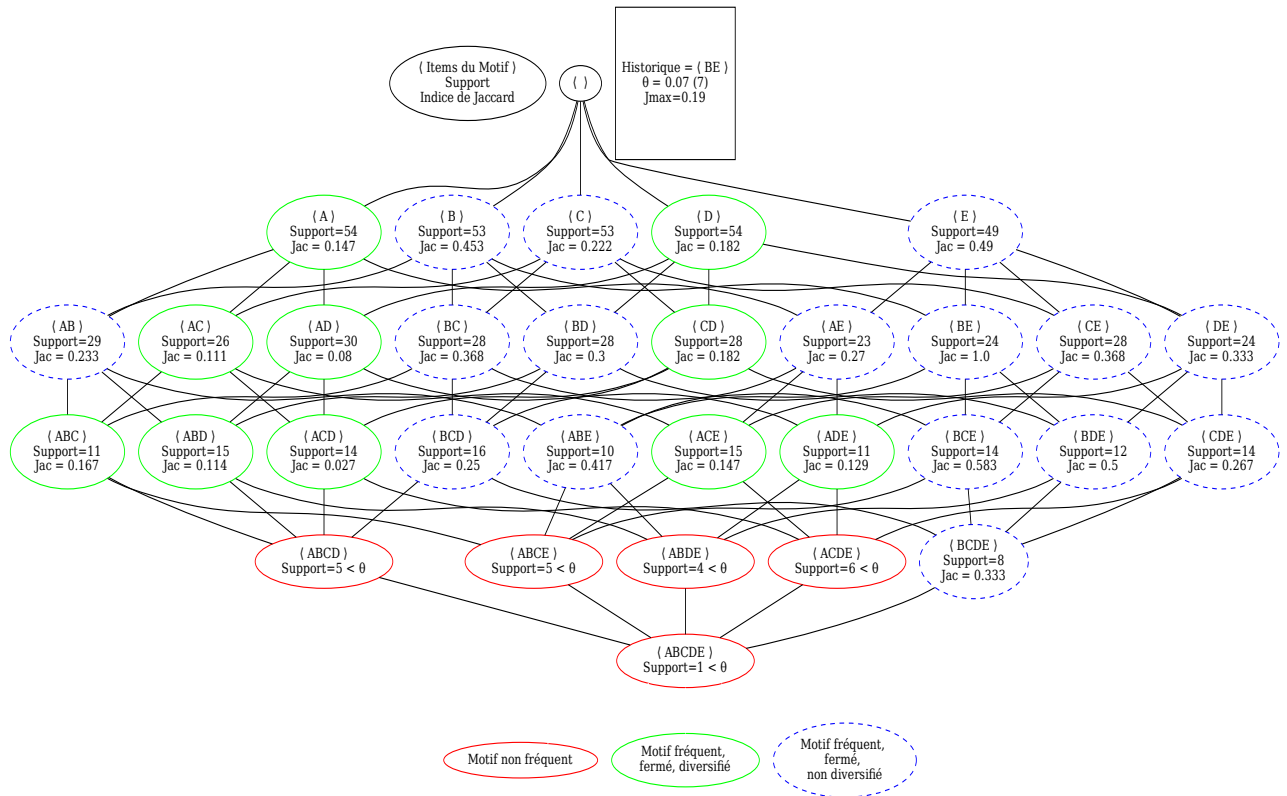 ⟨ Items du Motif ⟩
Support
Indice de Jaccard
⟨ ⟩
Historique = ⟨ BE ⟩
θ = 0.07 (7)
Jmax=0.19
⟨ A ⟩
Support=54
Jac = 0.147
⟨ B ⟩
Support=53
Jac = 0.453
⟨ C ⟩
Support=53
Jac = 0.222
⟨ D ⟩
Support=54
Jac = 0.182
⟨ E ⟩
Support=49
Jac = 0.49
⟨ AB ⟩
Support=29
Jac = 0.233
⟨ AC ⟩
Support=26
Jac = 0.111
⟨ AD ⟩
Support=30
Jac = 0.08
⟨ BC ⟩
Support=28
Jac = 0.368
⟨ BD ⟩
Support=28
Jac = 0.3
⟨ CD ⟩
Support=28
Jac = 0.182
⟨ AE ⟩
Support=23
Jac = 0.27
⟨ BE ⟩
Support=24
Jac = 1.0
⟨ CE ⟩
Support=28
Jac = 0.368
⟨ DE ⟩
Support=24
Jac = 0.333
⟨ ABC ⟩
Support=11
Jac = 0.167
⟨ ABD ⟩
Support=15
Jac = 0.114
⟨ ACD ⟩
Support=14
Jac = 0.027
⟨ BCD ⟩
Support=16
Jac = 0.25
⟨ ABE ⟩
Support=10
Jac = 0.417
⟨ ACE ⟩
Support=15
Jac = 0.147
⟨ ADE ⟩
Support=11
Jac = 0.129
⟨ BCE ⟩
Support=14
Jac = 0.583
⟨ BDE ⟩
Support=12
Jac = 0.5
⟨ CDE ⟩
Support=14
Jac = 0.267
⟨ ABCD ⟩
Support=5 < θ
⟨ ABCE ⟩
Support=5 < θ
⟨ ABDE ⟩
Support=4 < θ
⟨ ACDE ⟩
Support=6 < θ
⟨ BCDE ⟩
Support=8
Jac = 0.333
⟨ ABCDE ⟩
Support=1 < θ
Motif non fréquent
Motif fréquent,
fermé, diversifié
Motif fréquent,
fermé,
non diversifié